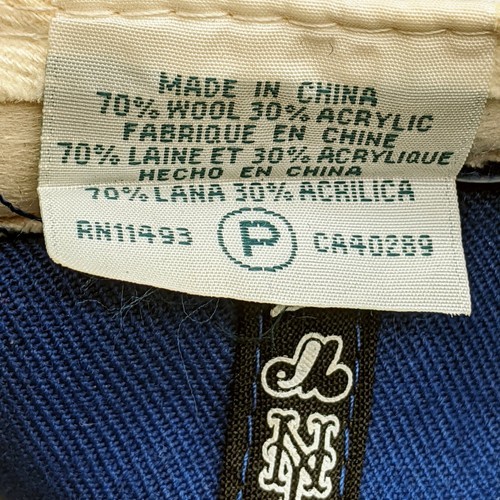 MADE IN CHINA
70% WOOL 30% ACRYLIC
FABRIQUE EN CHINE
70% LAINE ET 30% ACRYLIQUE
HECHO EN CHINA
70% LANA 30% ACRILICA
RN11493 P CA40289
NY